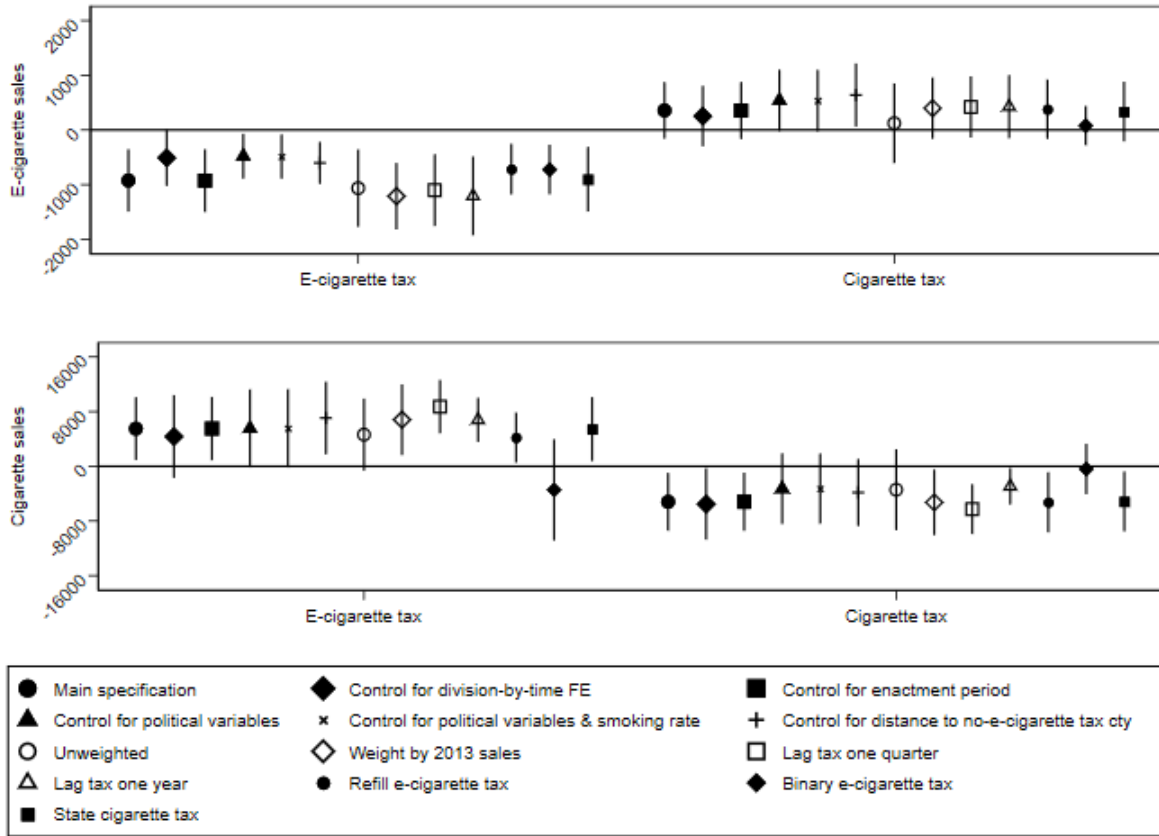 E-cigarette sales
2000
1000
0
-1000
-2000
E-cigarette tax
Cigarette tax
Cigarette sales
16000
8000
0
-8000
-16000
E-cigarette tax
Cigarette tax
Main specification
Control for division-by-time FE
Control for enactment period
Control for political variables
Control for political variables & smoking rate
Control for distance to no-e-cigarette tax cty
Unweighted
Weight by 2013 sales
Lag tax one quarter
Lag tax one year
Refill e-cigarette tax
Binary e-cigarette tax
State cigarette tax